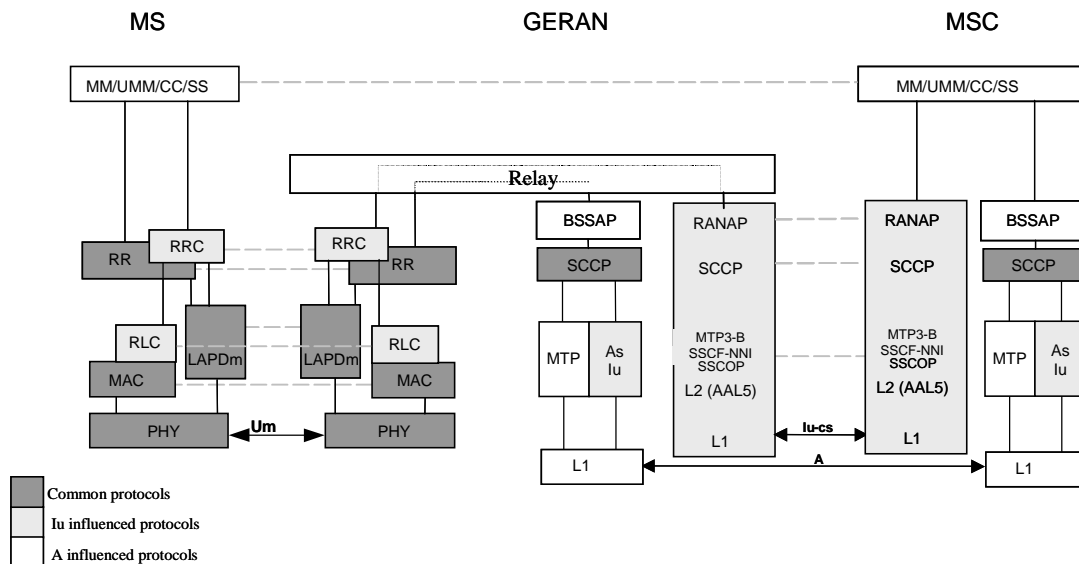 MS GERAN MSC
MM/UMM/CC/SS MM/UMM/CC/SS
Relay
BSSAP RANAP RANAP BSSAP
RRC RRC
RR RR SCCP SCCP SCCP SCCP
RLC LAPDm LAPDm RLC
MTP As Iu
MTP3-B
SSCF-NNI
SSCOP
MTP3-B
SSCF-NNI
SSCOP
MTP As Iu
MAC MAC L2 (AAL5) L2 (AAL5)
PHY Um PHY L1 Iu-cs L1
L1 A L1
Common protocols
Iu influenced protocols
A influenced protocols